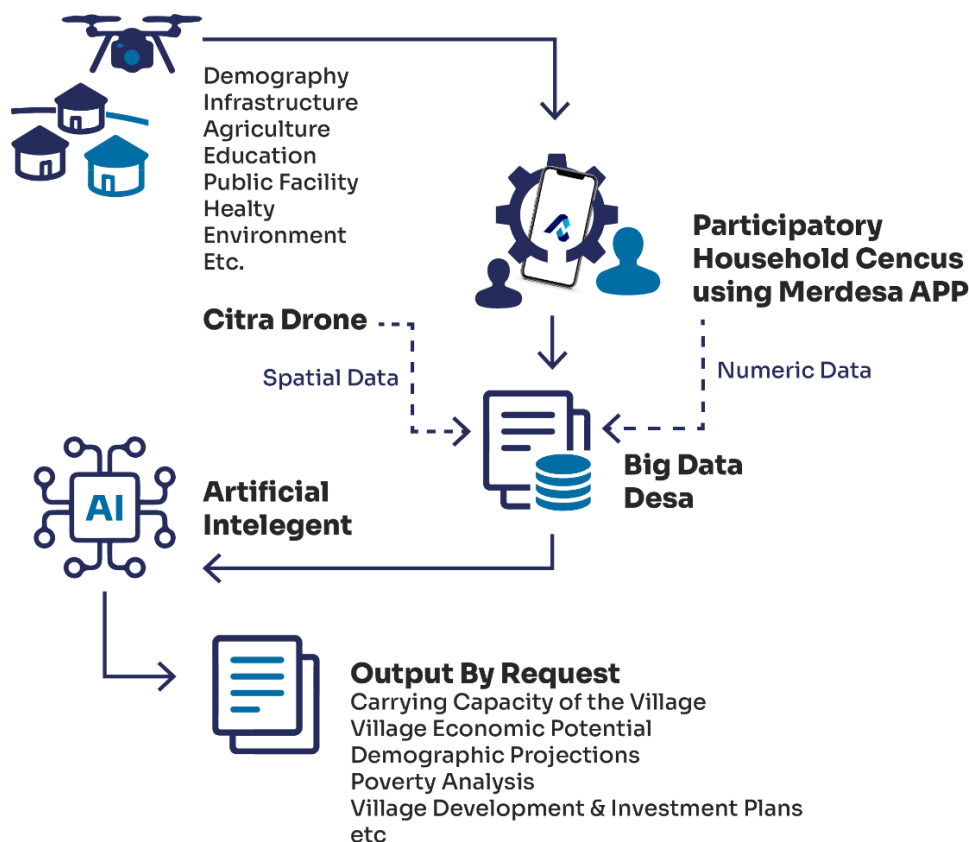 Demography
Infrastructure
Agriculture
Education
Public Facility
Healty
Environment
Etc.
Participatory
Household Cencus
using Merdesa APP
Citra Drone
Spatial Data
Numeric Data
Big Data
Desa
AI
Artificial
Intelegent
Output By Request
Carrying Capacity of the Village
Village Economic Potential
Demographic Projections
Poverty Analysis
Village Development & Investment Plans
etc